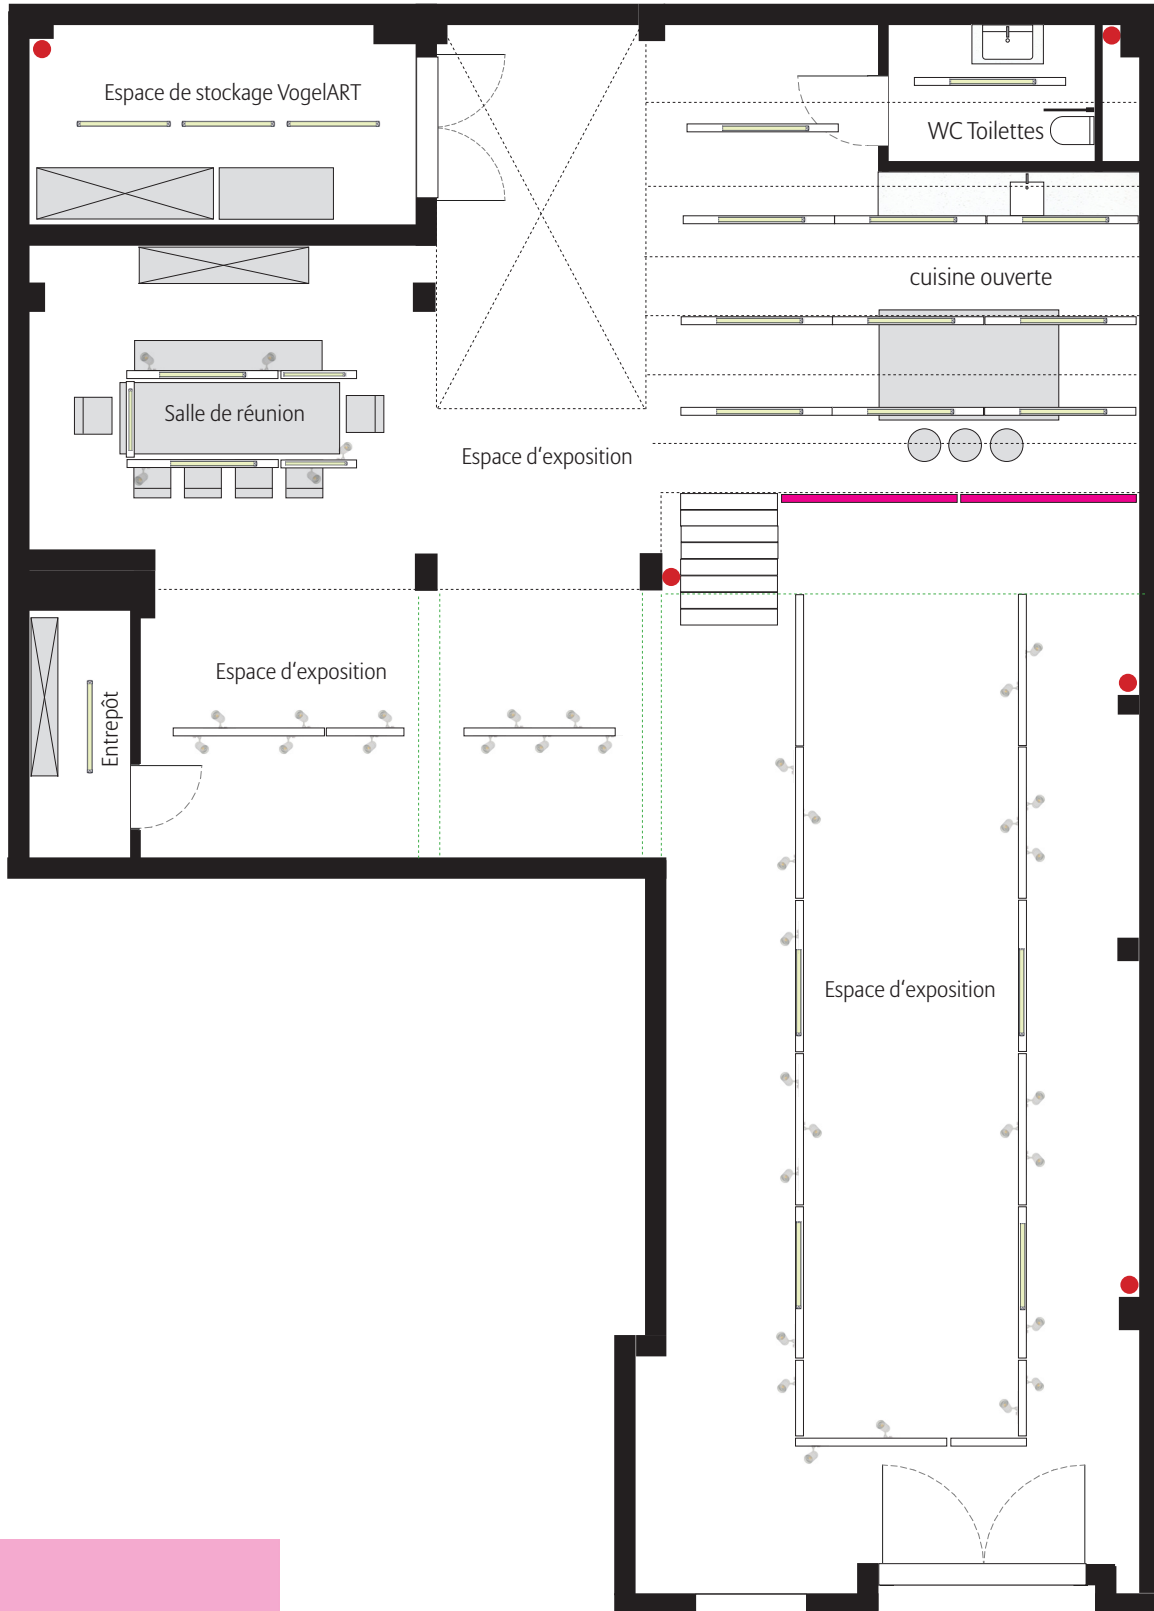 Espace de stockage VogelART
WC Toilettes
cuisine ouverte
Salle de réunion
Espace d‘exposition
Espace d‘exposition
Entrepôt
Espace d‘exposition